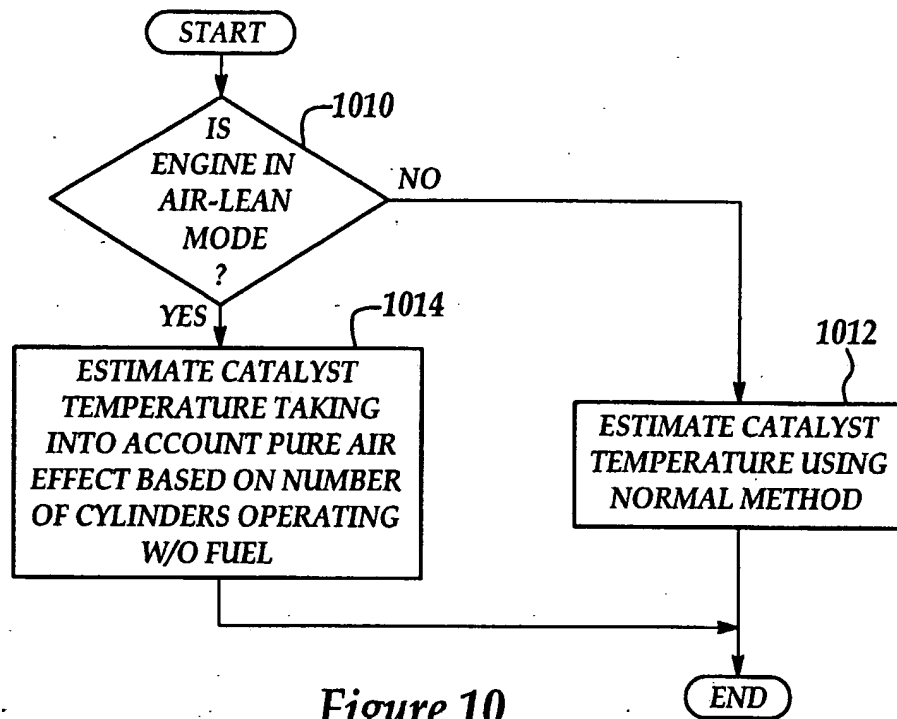 START
1010
IS
ENGINE IN
AIR-LEAN
MODE
?
NO
YES
1014
ESTIMATE CATALYST
TEMPERATURE TAKING
INTO ACCOUNT PURE AIR
EFFECT BASED ON NUMBER
OF CYLINDERS OPERATING
W/O FUEL
1012
ESTIMATE CATALYST
TEMPERATURE USING
NORMAL METHOD
END
Figure 10